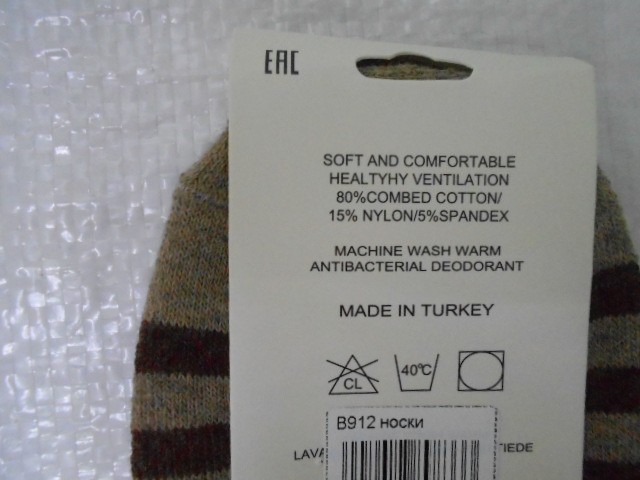 EAC
SOFT AND COMFORTABLE
HEALTYHY VENTILATION
80%COMBED COTTON/
15% NYLON/5%SPANDEX
MACHINE WASH WARM
ANTIBACTERIAL DEODORANT
MADE IN TURKEY
CL 40°C
B912 носки